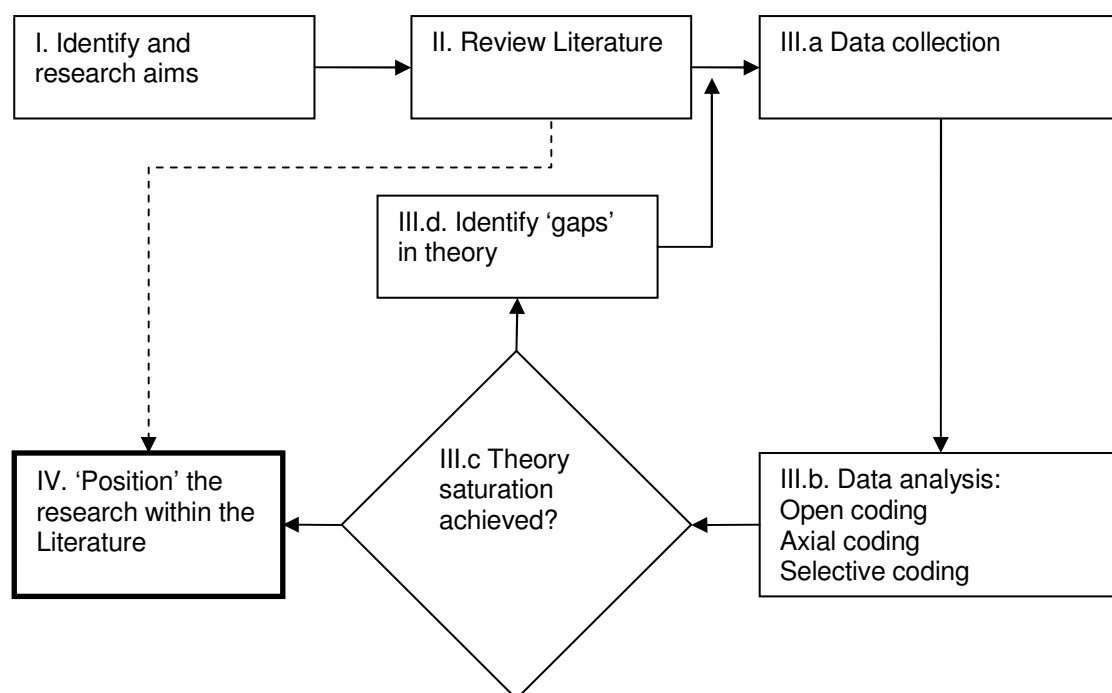 I. Identify and
research aims
II. Review Literature
III.a Data collection
III.d. Identify ‘gaps’
in theory
IV. ‘Position’ the
research within the
Literature
III.c Theory
saturation
achieved?
III.b. Data analysis:
Open coding
Axial coding
Selective coding